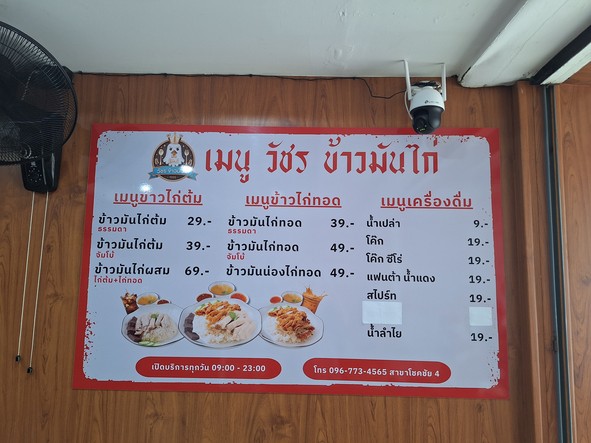 เมนู วัชร ข้าวมันไก่
เมนูข้าวไก่ต้ม
ข้าวมันไก่ต้ม 29.-
ธรรมดา
ข้าวมันไก่ต้ม 39.-
จัมโบ้
ข้าวมันไก่ผสม 69.-
ไก่ต้ม+ไก่ทอด
เมนูข้าวไก่ทอด
ข้าวมันไก่ทอด 39.-
ธรรมดา
ข้าวมันไก่ทอด 49.-
จัมโบ้
ข้าวมันน่องไก่ทอด 49.-
เมนูเครื่องดื่ม
น้ำเปล่า 9.-
โค๊ก 19.-
โค๊ก ซีโร่ 19.-
แฟนต้า น้ำแดง 19.-
สไปร์ท 19.-
น้ำลำไย 19.-
เปิดบริการทุกวัน 09:00 - 23:00
โทร 096-773-4565 สาขาโชคชัย 4